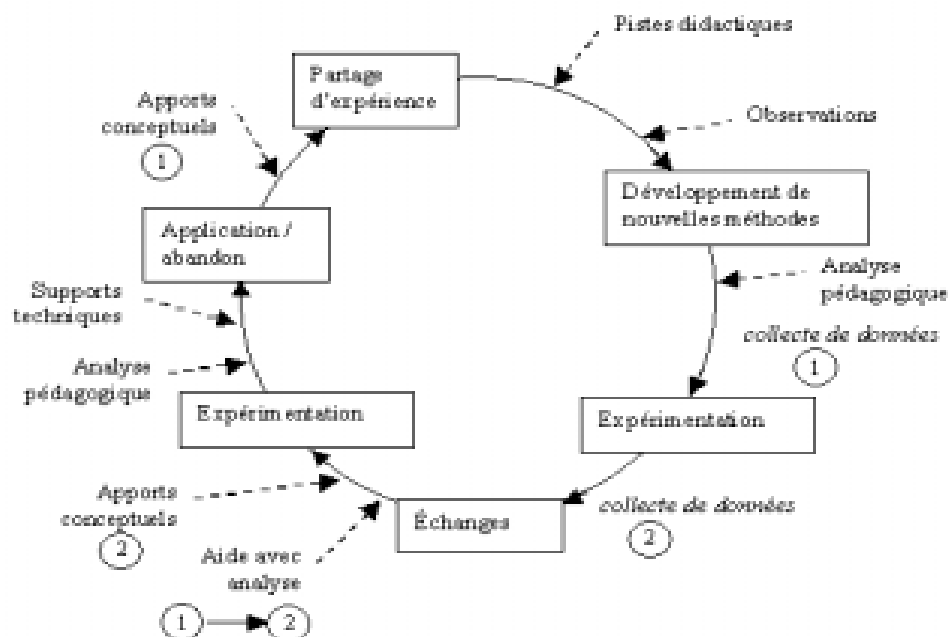 Pistes didactiques
Partage
d'expérience
Apports
conceptuels
1
Observations
Développement de
nouvelles méthodes
Application /
abandon
Analyse
pédagogique
Supports
techniques
collecte de données
1
Analyse
pédagogique
Expérimentation
Expérimentation
Apports
conceptuels
2
Échanges
collecte de données
2
Aide avec
analyse
1
2